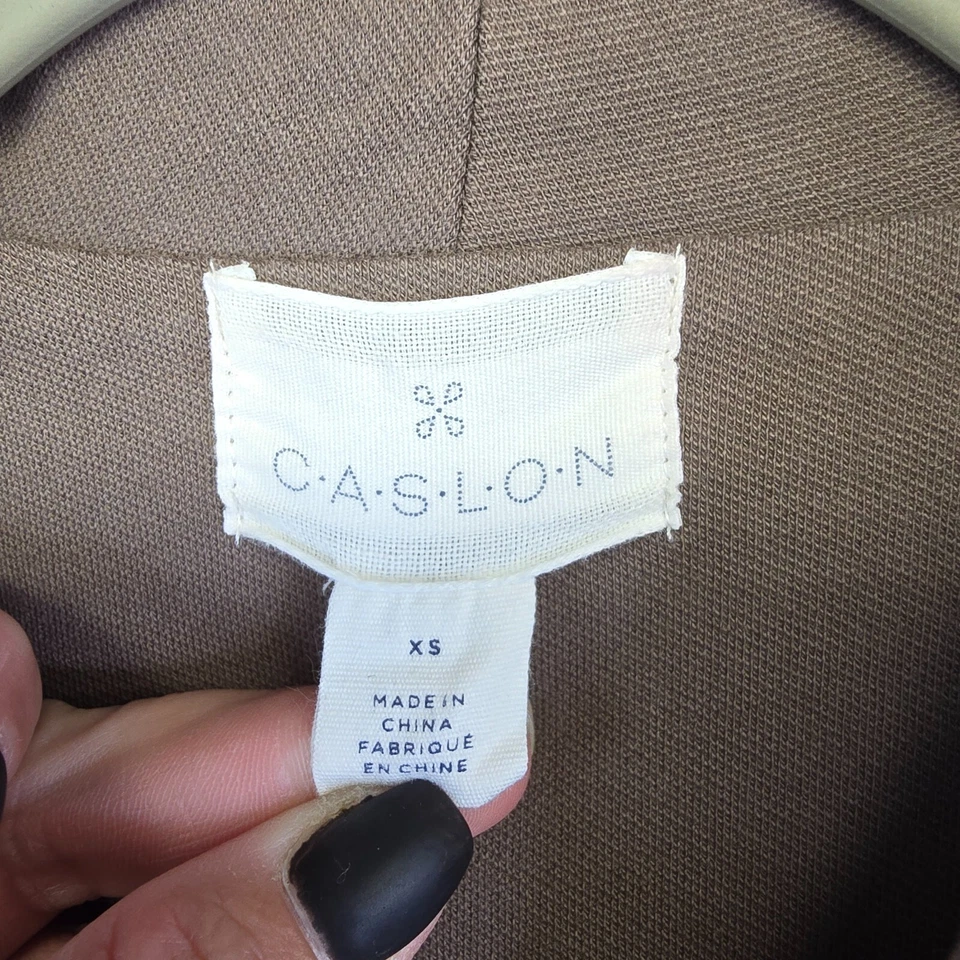 C·A·S·L·O·N
XS
MADE IN
CHINA
FABRIQUÉ
EN CHINE